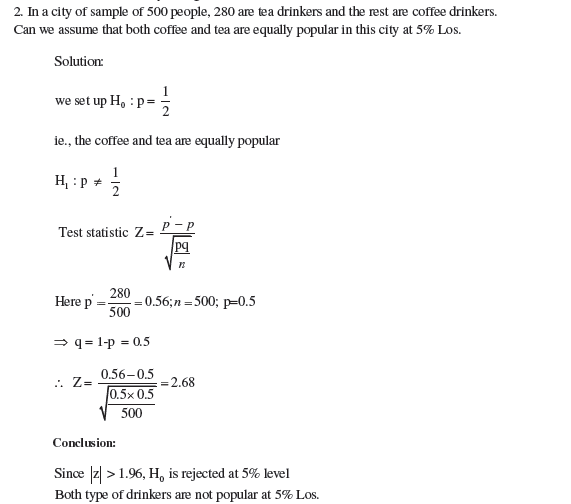 2. In a city of sample of 500 people, 280 are tea drinkers and the rest are coffee drinkers.
Can we assume that both coffee and tea are equally popular in this city at 5% Los.
Solution:
we set up H₀ : p = 1/2
ie., the coffee and tea are equally popular
H₁ : p ≠ 1/2
Test statistic Z = (p' − p) / √(pq/n)
Here p' = 280/500 = 0.56; n = 500; p=0.5
⇒ q = 1-p = 0.5
∴ Z = (0.56 − 0.5) / √((0.5 × 0.5)/500) = 2.68
Conclusion:
Since |z| > 1.96, H₀ is rejected at 5% level
Both type of drinkers are not popular at 5% Los.